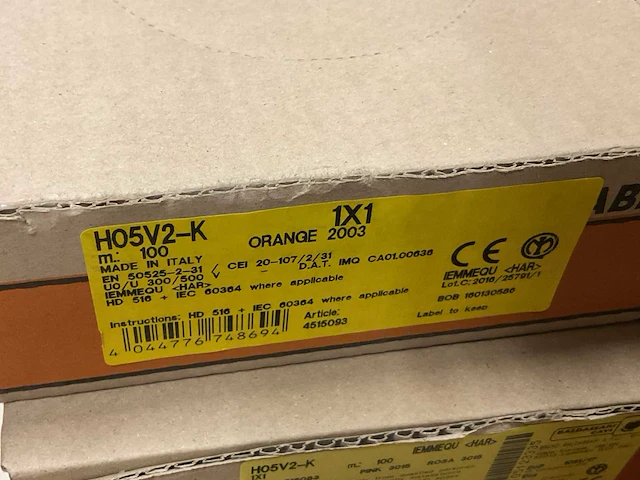 H05V2-K 1X1
ORANGE 2003
m.: 100
MADE IN ITALY
EN 50525-2-31 / CEI 20-107/2/31
U0/U 300/500 V - D.A.T. IMQ CA01.00636
IEMMEQU <HAR>
HD 516 + IEC 60364 where applicable
CE
IEMMEQU <HAR>
Lot.C:2016/25791/1
BOB 160130586
Instructions: HD 516 + IEC 60364 where applicable
Article:
4515093
Label to keep
4 044776 748694
AB
H05V2-K m.: 100 IEMMEQU <HAR>
1X1 PINK 3015 ROSA 3015